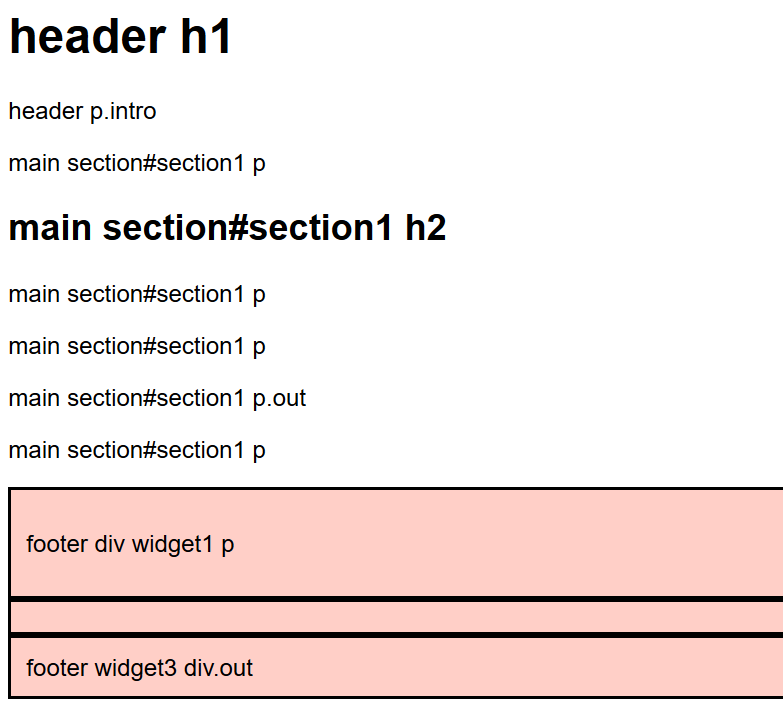 header h1
header p.intro
main section#section1 p
main section#section1 h2
main section#section1 p
main section#section1 p
main section#section1 p.out
main section#section1 p
footer div widget1 p
footer widget3 div.out